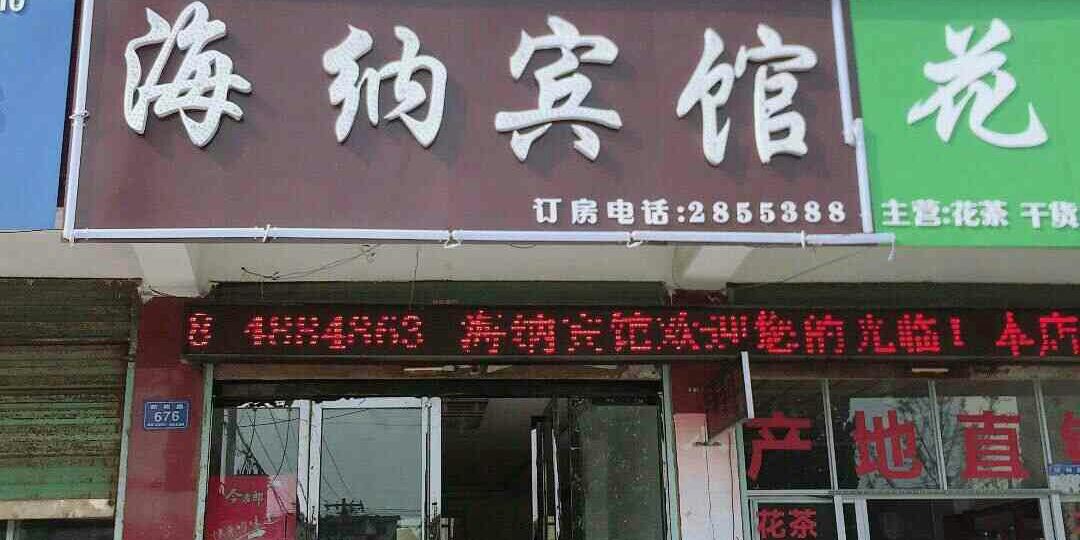 海纳宾馆
订房电话:2855388
花
主营:花茶 干货
8 4884863 海纳宾馆欢迎您的光临!本店
676
产地直
花茶